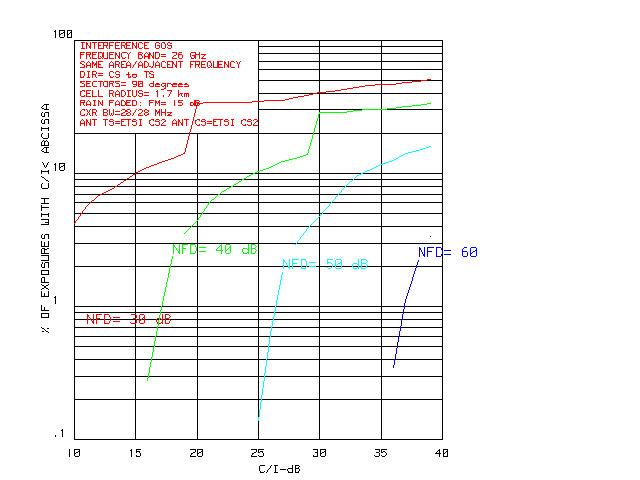 100
INTERFERENCE GOS
FREQUENCY BAND= 26 GHz
SAME AREA/ADJACENT FREQUENCY
DIR= CS to TS
SECTORS= 90 degrees
CELL RADIUS= 1.7 km
RAIN FADED: FM= 15 dB
CXR BW=28/28 MHz
ANT TS=ETSI CS2 ANT CS=ETSI CS2
% OF EXPOSURES WITH C/I< ABCISSA
10
NFD= 40 dB
NFD= 60
NFD= 50 dB
1
NFD= 30 dB
.1
10 15 20 25 30 35 40
C/I-dB